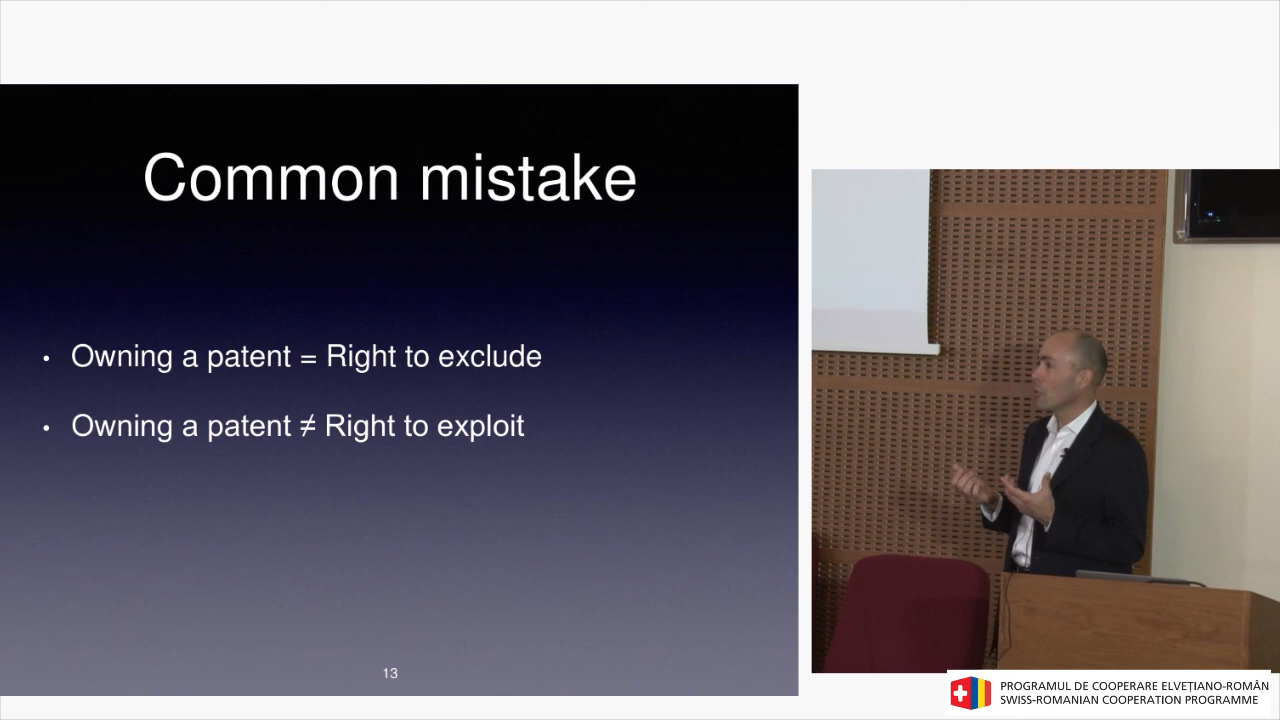 Common mistake
• Owning a patent = Right to exclude
• Owning a patent ≠ Right to exploit
13
PROGRAMUL DE COOPERARE ELVEȚIANO-ROMÂN
SWISS-ROMANIAN COOPERATION PROGRAMME